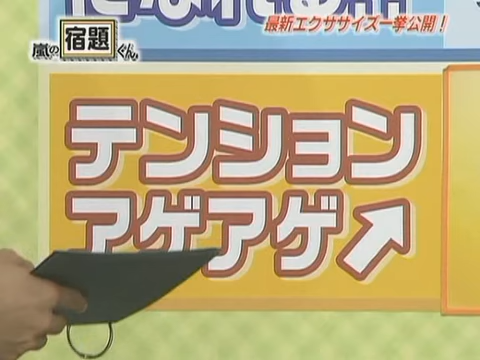 最新エクササイズ一挙公開！
嵐の宿題くん
テンション
アゲアゲ↗